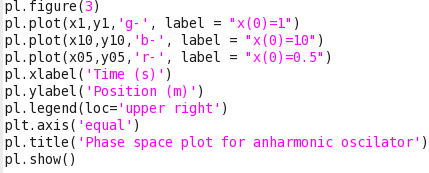 pl.figure(3)
pl.plot(x1,y1,'g-', label = "x(0)=1")
pl.plot(x10,y10,'b-', label = "x(0)=10")
pl.plot(x05,y05,'r-', label = "x(0)=0.5")
pl.xlabel('Time (s)')
pl.ylabel('Position (m)')
pl.legend(loc='upper right')
plt.axis('equal')
pl.title('Phase space plot for anharmonic oscilator')
pl.show()